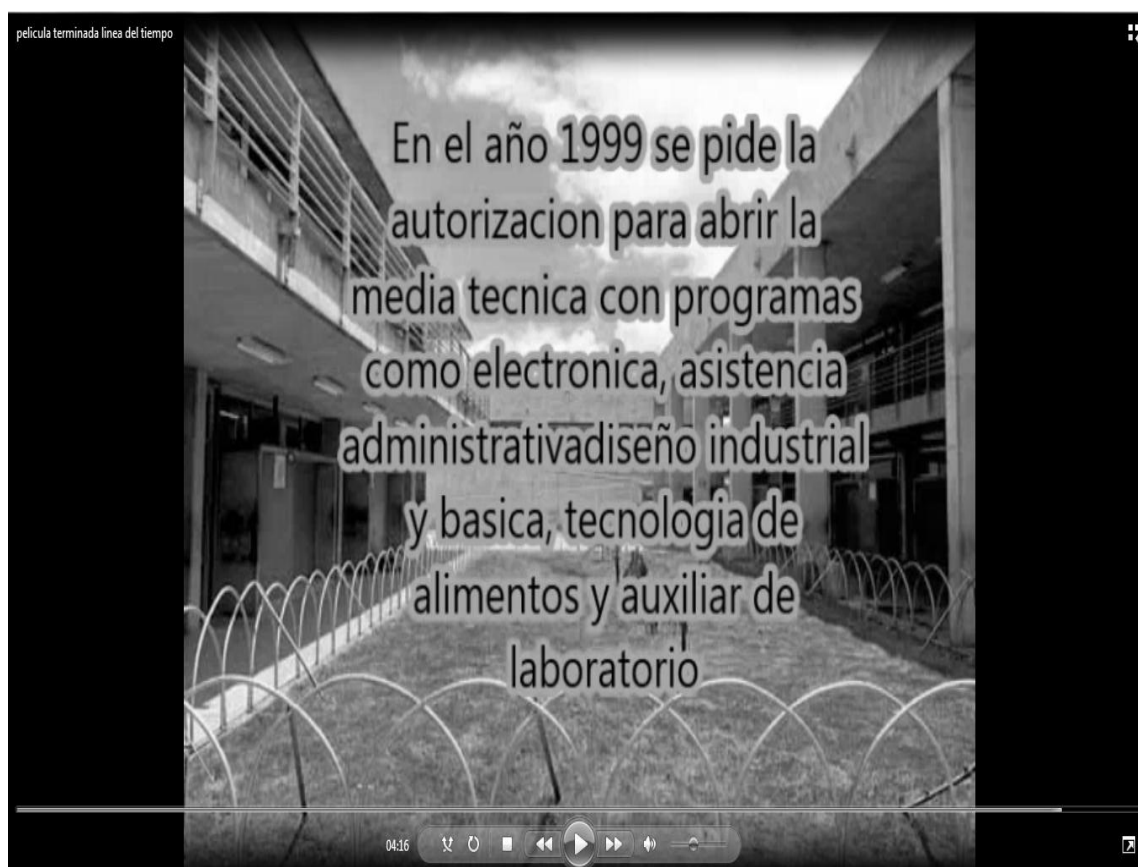 pelicula terminada linea del tiempo
En el año 1999 se pide la
autorizacion para abrir la
media tecnica con programas
como electronica, asistencia
administrativadiseño industrial
y basica, tecnologia de
alimentos y auxiliar de
laboratorio
04:16